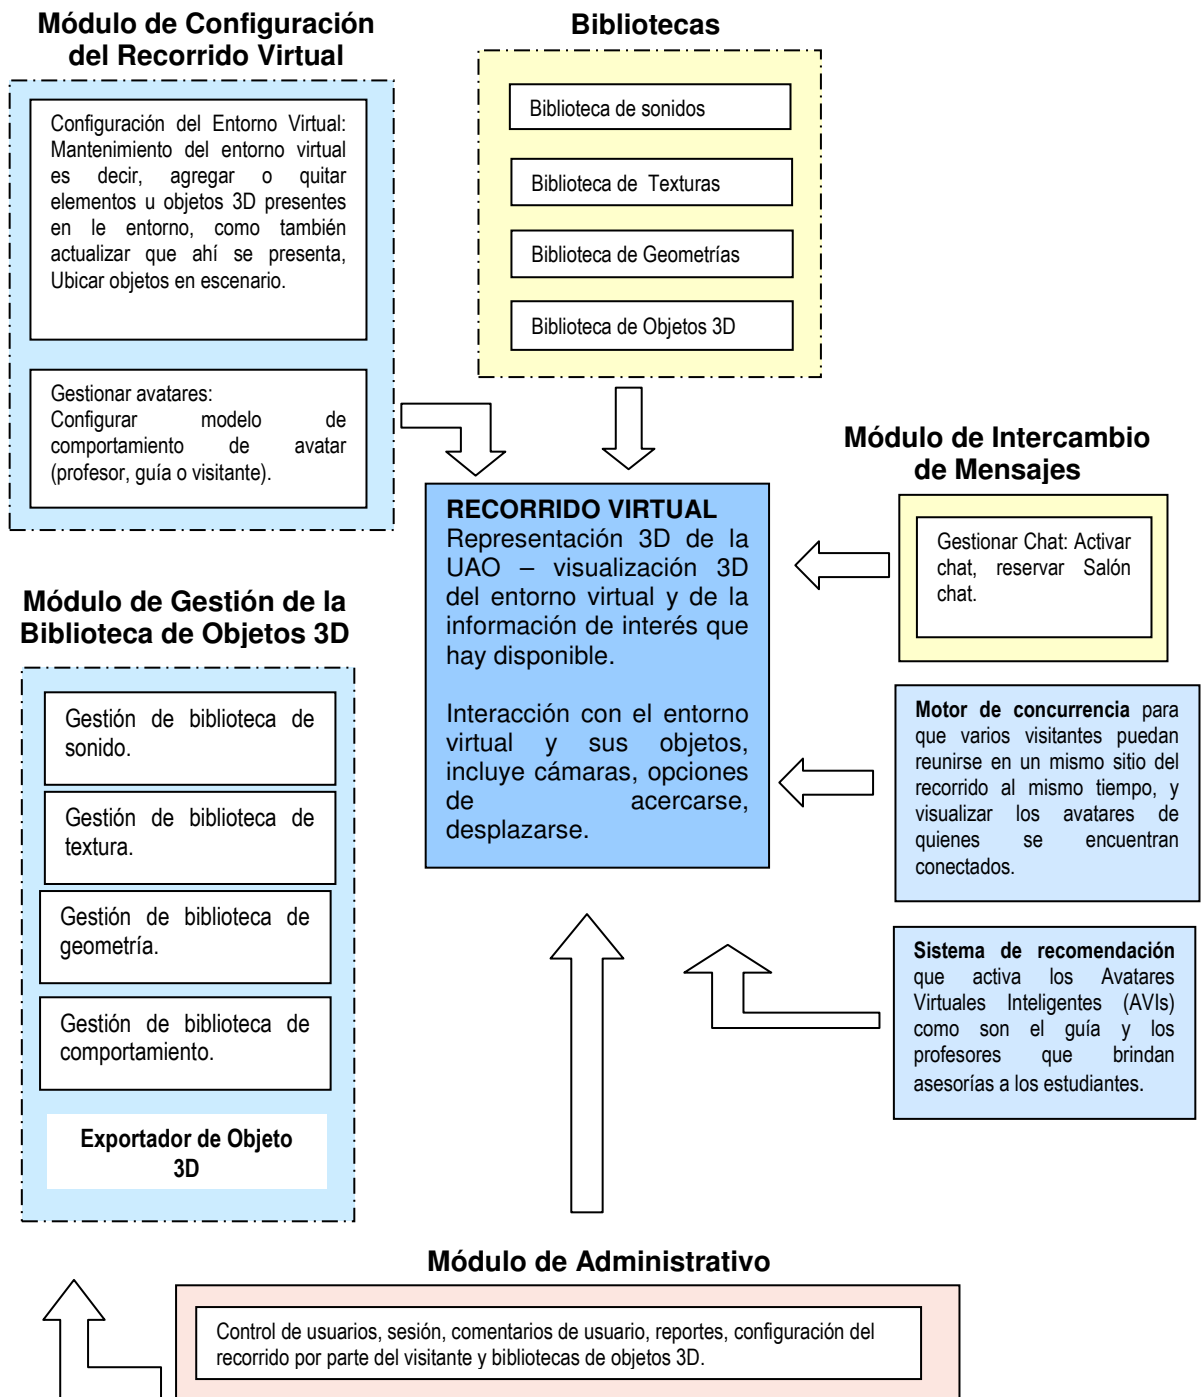 Módulo de Configuración
del Recorrido Virtual
Configuración del Entorno Virtual:
Mantenimiento del entorno virtual
es decir, agregar o quitar
elementos u objetos 3D presentes
en le entorno, como también
actualizar que ahí se presenta,
Ubicar objetos en escenario.
Gestionar avatares:
Configurar modelo de
comportamiento de avatar
(profesor, guía o visitante).
Bibliotecas
Biblioteca de sonidos
Biblioteca de Texturas
Biblioteca de Geometrías
Biblioteca de Objetos 3D
Módulo de Intercambio
de Mensajes
Gestionar Chat: Activar
chat, reservar Salón
chat.
RECORRIDO VIRTUAL
Representación 3D de la
UAO – visualización 3D
del entorno virtual y de la
información de interés que
hay disponible.
Interacción con el entorno
virtual y sus objetos,
incluye cámaras, opciones
de acercarse,
desplazarse.
Módulo de Gestión de la
Biblioteca de Objetos 3D
Gestión de biblioteca de
sonido.
Gestión de biblioteca de
textura.
Gestión de biblioteca de
geometría.
Gestión de biblioteca de
comportamiento.
Exportador de Objeto
3D
Motor de concurrencia para
que varios visitantes puedan
reunirse en un mismo sitio del
recorrido al mismo tiempo, y
visualizar los avatares de
quienes se encuentran
conectados.
Sistema de recomendación
que activa los Avatares
Virtuales Inteligentes (AVIs)
como son el guía y los
profesores que brindan
asesorías a los estudiantes.
Módulo de Administrativo
Control de usuarios, sesión, comentarios de usuario, reportes, configuración del
recorrido por parte del visitante y bibliotecas de objetos 3D.